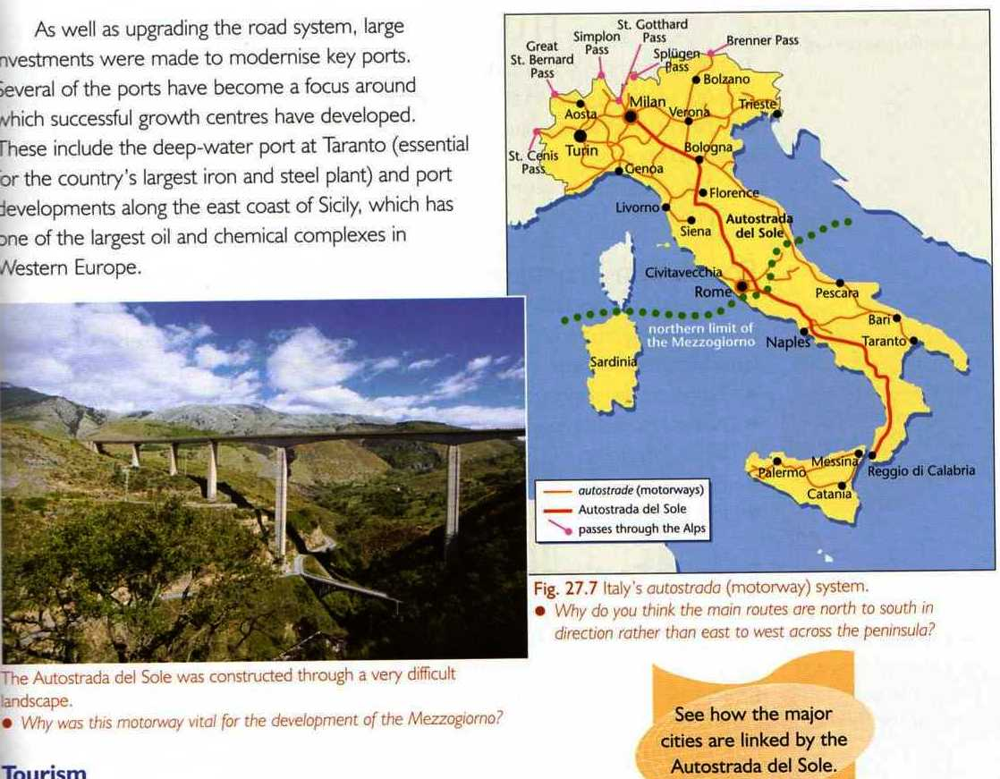 As well as upgrading the road system, large
nvestments were made to modernise key ports.
Several of the ports have become a focus around
which successful growth centres have developed.
These include the deep-water port at Taranto (essential
or the country's largest iron and steel plant) and port
developments along the east coast of Sicily, which has
one of the largest oil and chemical complexes in
Western Europe.
St. Gotthard
Pass
Simplon
Pass
Great
St. Bernard
Pass
Splügen
Pass
Brenner Pass
Bolzano
Aosta
Milan
Verona
Trieste
Turin
St. Cenis
Pass
Bologna
Genoa
Florence
Livorno
Siena
Autostrada
del Sole
Civitavecchia
Rome
Pescara
northern limit of
the Mezzogiorno
Naples
Bari
Taranto
Sardinia
Messina
Palermo
Reggio di Calabria
Catania
autostrade (motorways)
Autostrada del Sole
passes through the Alps
Fig. 27.7 Italy's autostrada (motorway) system.
● Why do you think the main routes are north to south in
direction rather than east to west across the peninsula?
The Autostrada del Sole was constructed through a very difficult
landscape.
● Why was this motorway vital for the development of the Mezzogiorno?
See how the major
cities are linked by the
Autostrada del Sole.
Tourism